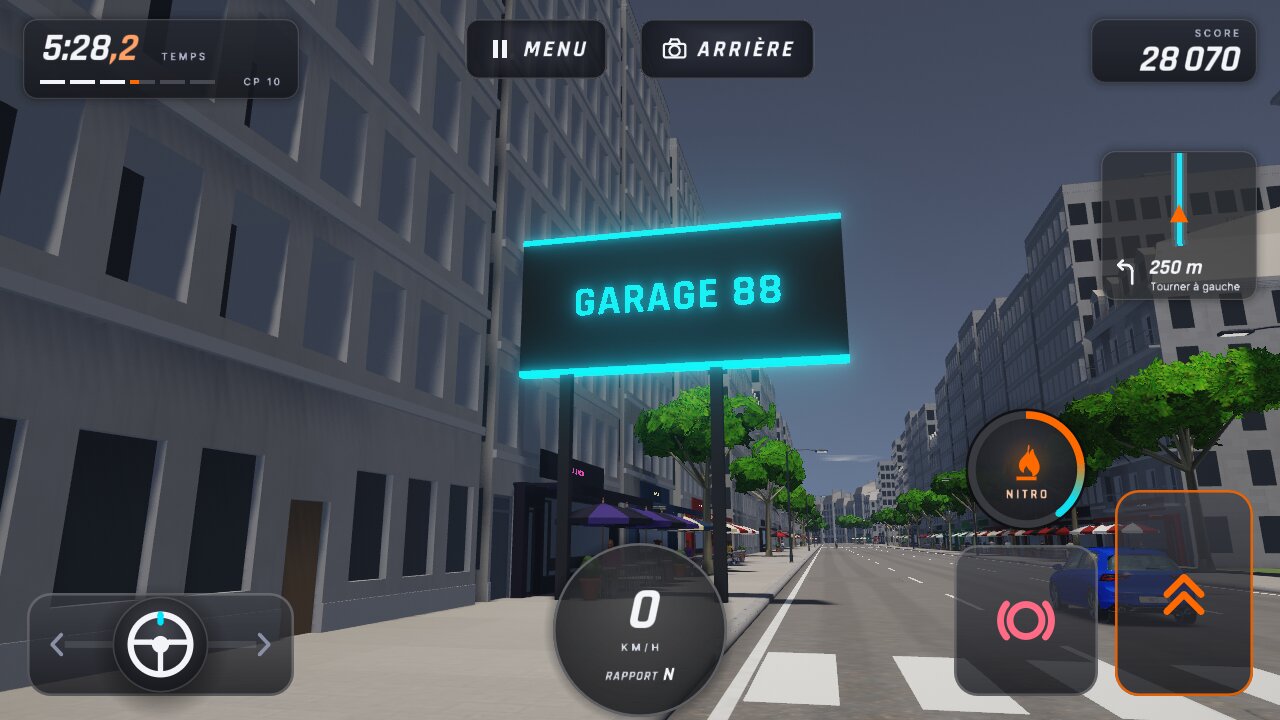 5:28,2 TEMPS
CP 10
MENU
ARRIÈRE
SCORE
28 070
250 m
Tourner à gauche
GARAGE 88
NITRO
0
KM/H
RAPPORT N